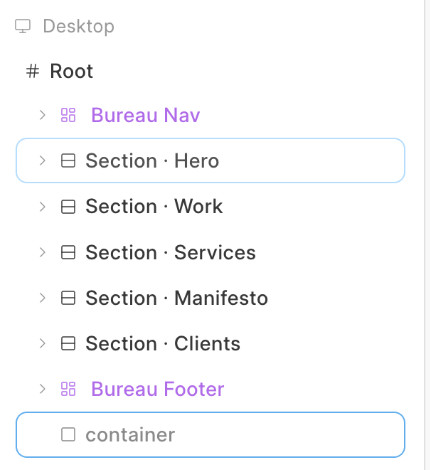 Desktop
# Root
Bureau Nav
Section · Hero
Section · Work
Section · Services
Section · Manifesto
Section · Clients
Bureau Footer
container